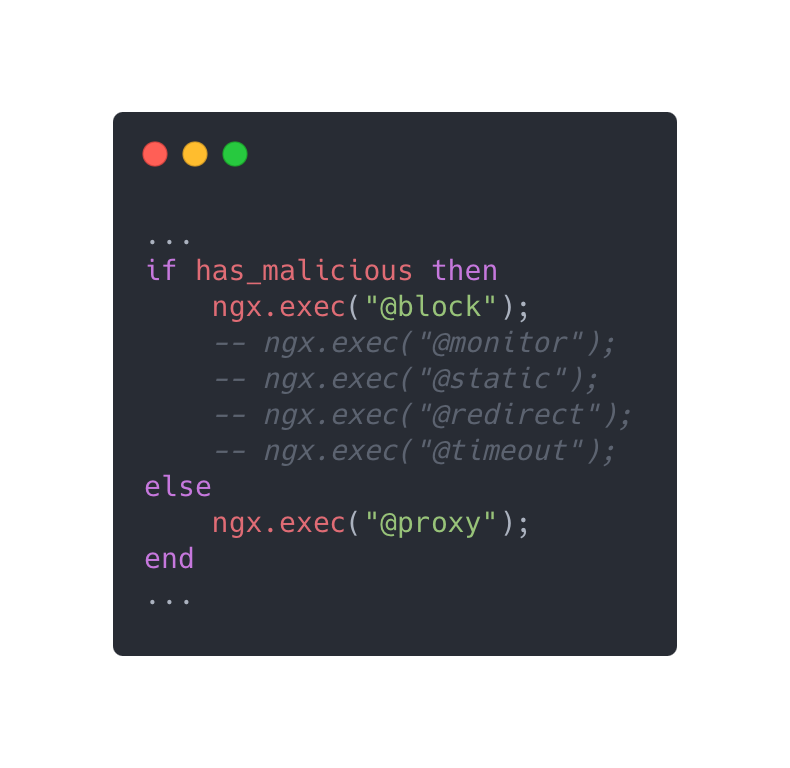 ...
if has_malicious then
    ngx.exec("@block");
    -- ngx.exec("@monitor");
    -- ngx.exec("@static");
    -- ngx.exec("@redirect");
    -- ngx.exec("@timeout");
else
    ngx.exec("@proxy");
end
...